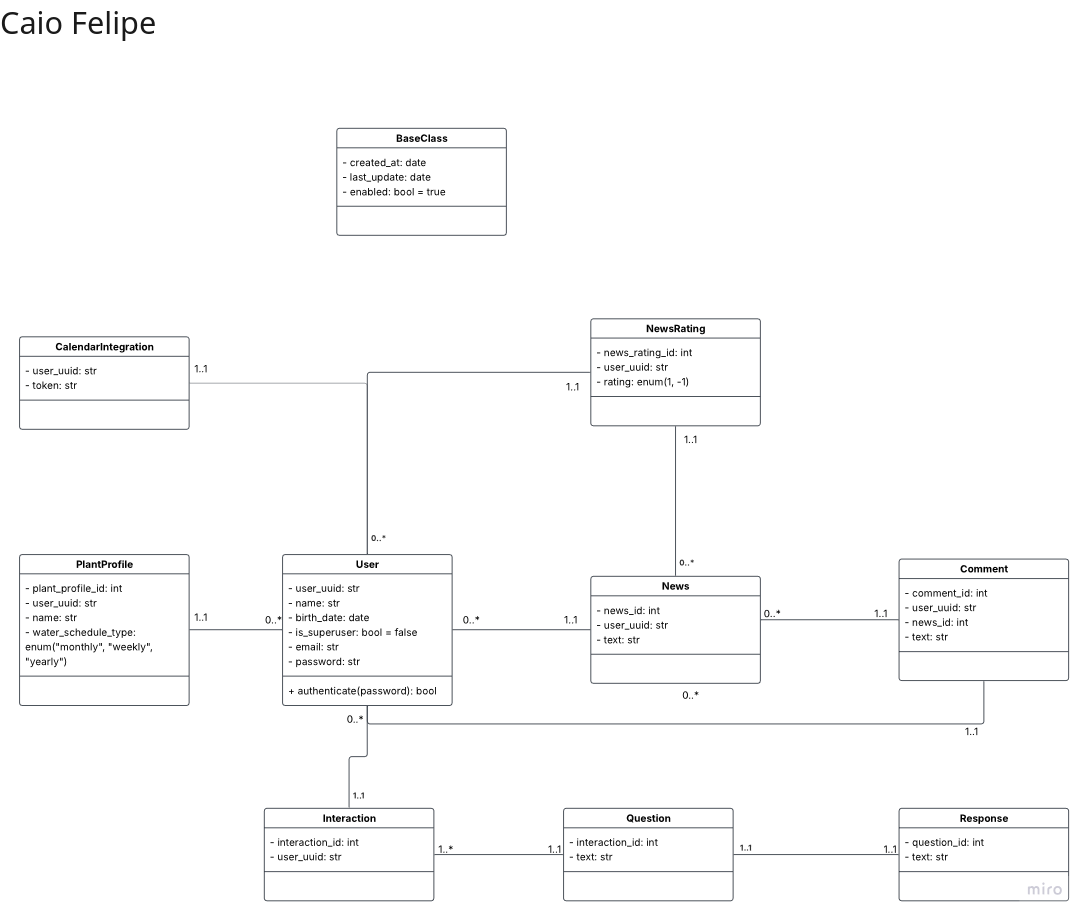 Caio Felipe
BaseClass
- created_at: date
- last_update: date
- enabled: bool = true
CalendarIntegration
- user_uuid: str
- token: str
1..1
NewsRating
- news_rating_id: int
- user_uuid: str
- rating: enum(1, -1)
1..1
1..1
0..*
0..*
PlantProfile
- plant_profile_id: int
- user_uuid: str
- name: str
- water_schedule_type:
enum("monthly", "weekly",
"yearly")
1..1
0..*
User
- user_uuid: str
- name: str
- birth_date: date
- is_superuser: bool = false
- email: str
- password: str
+ authenticate(password): bool
0..*
1..1
News
- news_id: int
- user_uuid: str
- text: str
0..*
1..1
Comment
- comment_id: int
- user_uuid: str
- news_id: int
- text: str
0..*
0..*
1..1
1..1
Interaction
- interaction_id: int
- user_uuid: str
1..*
1..1
Question
- interaction_id: int
- text: str
1..1
1..1
Response
- question_id: int
- text: str
miro